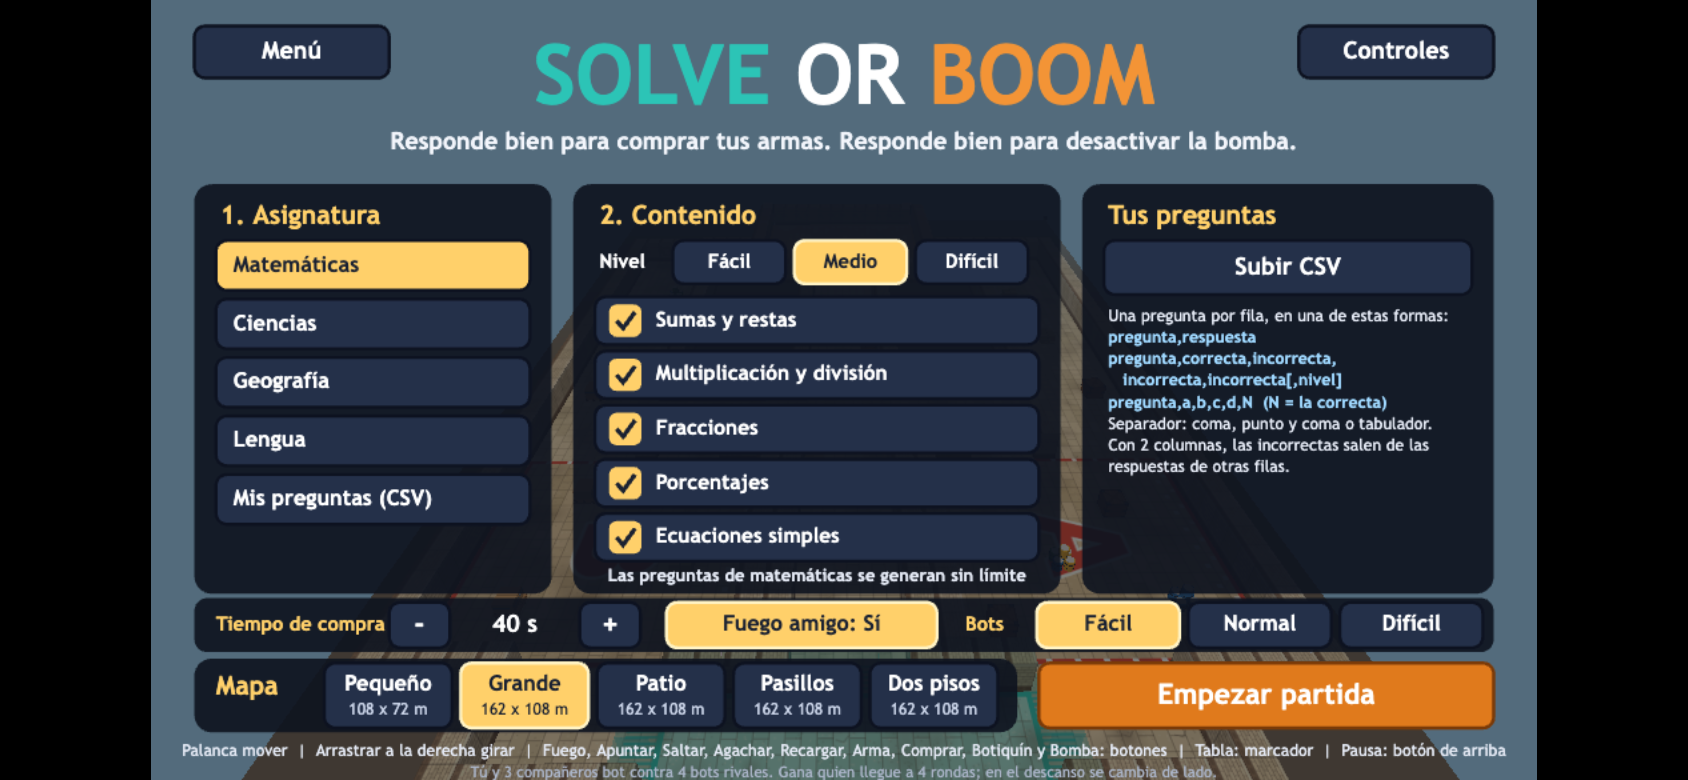 Menú
SOLVE OR BOOM
Controles
Responde bien para comprar tus armas. Responde bien para desactivar la bomba.
1. Asignatura
Matemáticas
Ciencias
Geografía
Lengua
Mis preguntas (CSV)
2. Contenido
Nivel Fácil Medio Difícil
Sumas y restas
Multiplicación y división
Fracciones
Porcentajes
Ecuaciones simples
Las preguntas de matemáticas se generan sin límite
Tus preguntas
Subir CSV
Una pregunta por fila, en una de estas formas:
pregunta,respuesta
pregunta,correcta,incorrecta,
incorrecta,incorrecta[,nivel]
pregunta,a,b,c,d,N (N = la correcta)
Separador: coma, punto y coma o tabulador.
Con 2 columnas, las incorrectas salen de las
respuestas de otras filas.
Tiempo de compra - 40 s + Fuego amigo: Sí Bots Fácil Normal Difícil
Mapa
Pequeño
108 x 72 m
Grande
162 x 108 m
Patio
162 x 108 m
Pasillos
162 x 108 m
Dos pisos
162 x 108 m
Empezar partida
Palanca mover | Arrastrar a la derecha girar | Fuego, Apuntar, Saltar, Agachar, Recargar, Arma, Comprar, Botiquín y Bomba: botones | Tabla: marcador | Pausa: botón de arriba
Tú y 3 compañeros bot contra 4 bots rivales. Gana quien llegue a 4 rondas; en el descanso se cambia de lado.